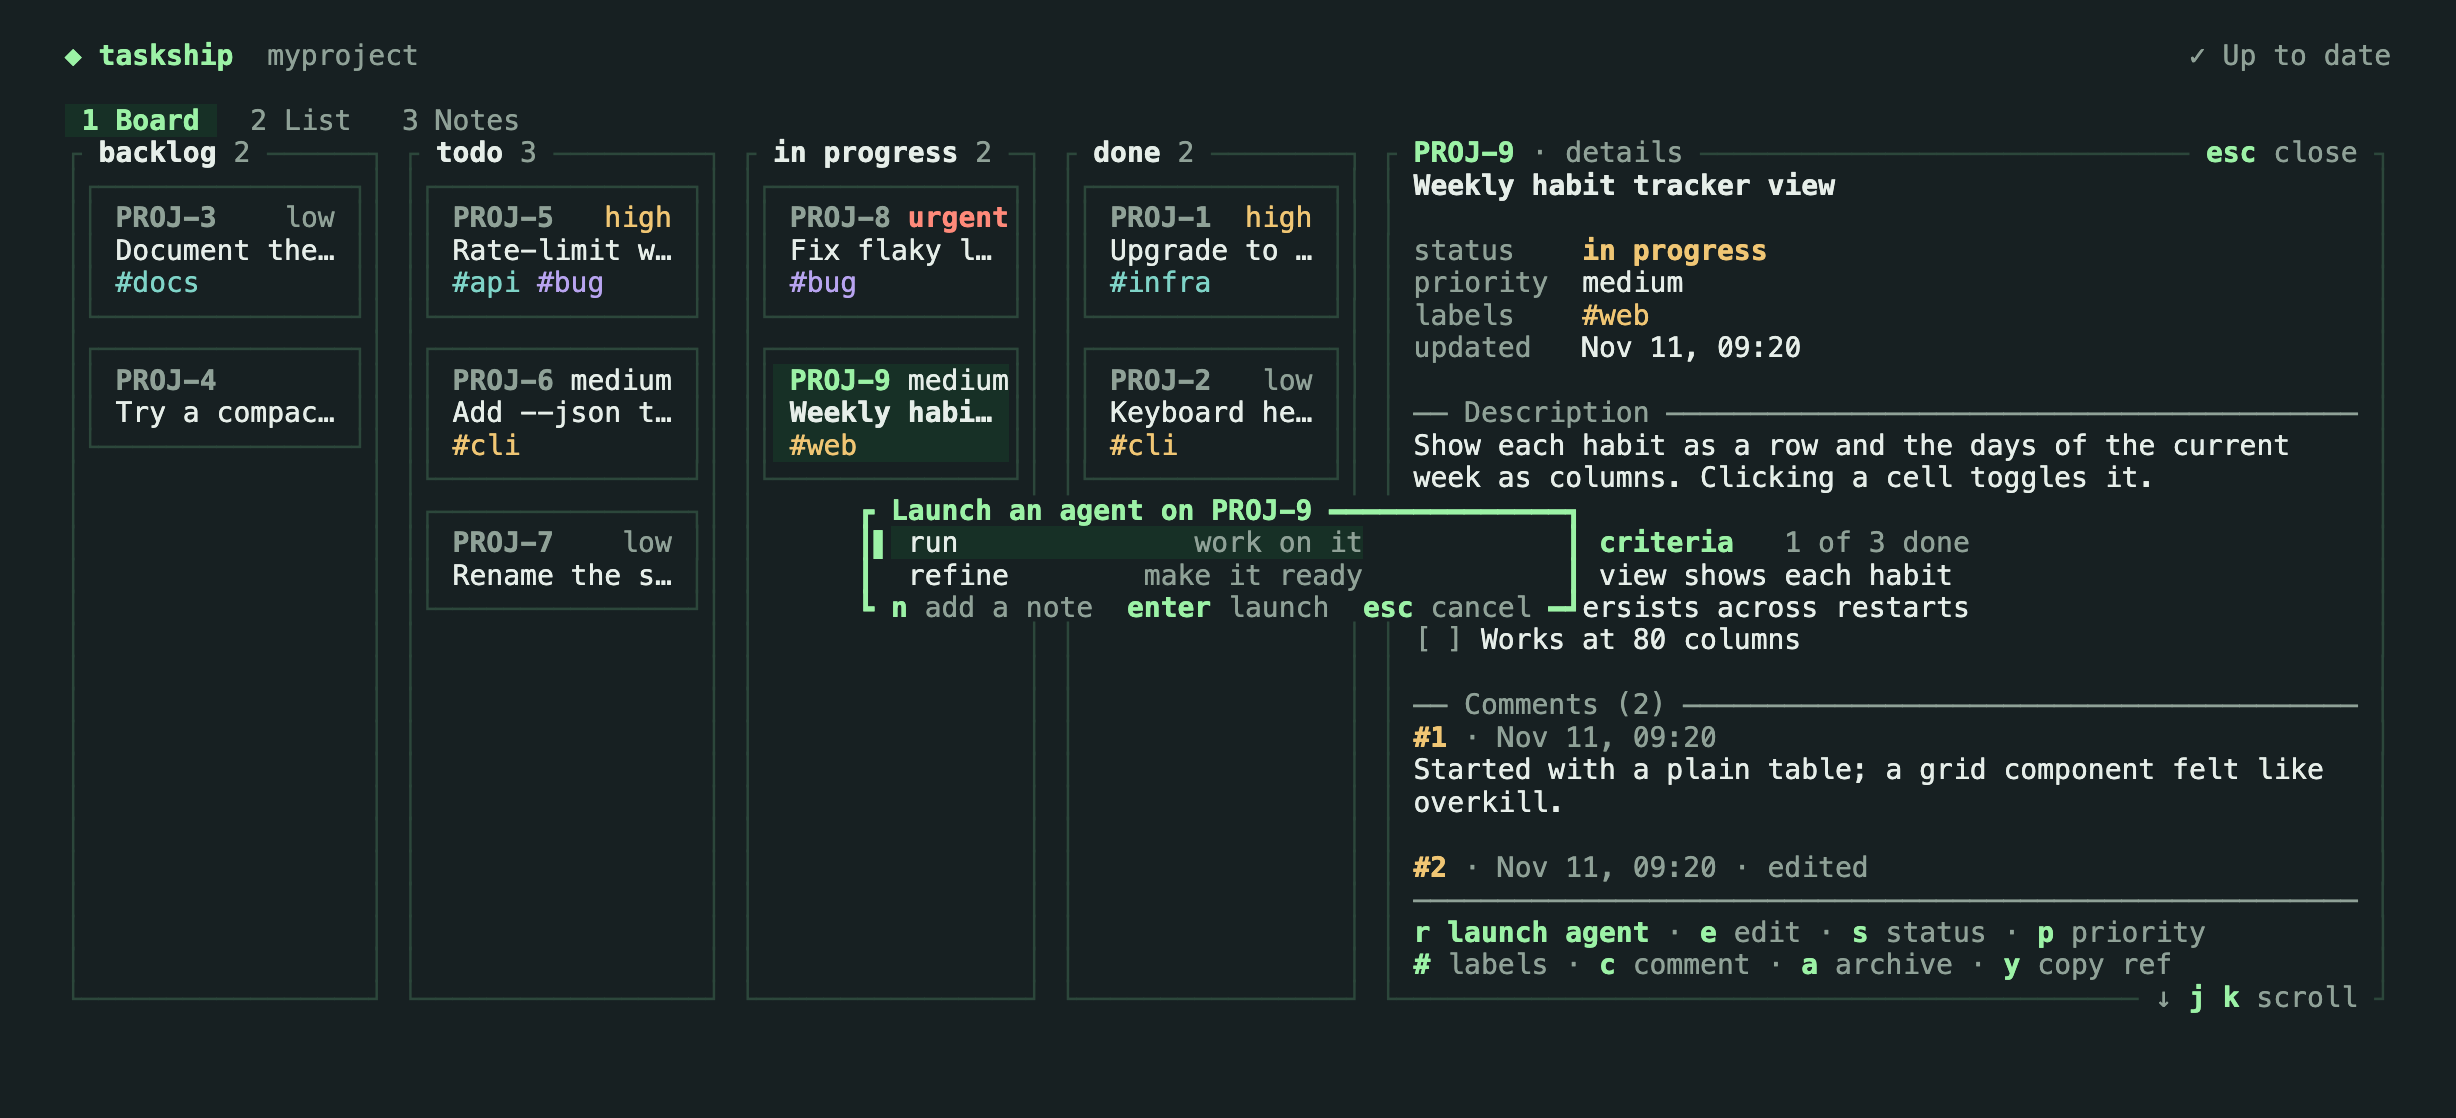 ◆ taskship myproject
✓ Up to date
1 Board 2 List 3 Notes
backlog 2
PROJ-3 low
Document the…
#docs
PROJ-4
Try a compac…
todo 3
PROJ-5 high
Rate-limit w…
#api #bug
PROJ-6 medium
Add --json t…
#cli
PROJ-7 low
Rename the s…
in progress 2
PROJ-8 urgent
Fix flaky l…
#bug
PROJ-9 medium
Weekly habi…
#web
done 2
PROJ-1 high
Upgrade to …
#infra
PROJ-2 low
Keyboard he…
#cli
Launch an agent on PROJ-9
run work on it
refine make it ready
n add a note enter launch esc cancel
PROJ-9 · details esc close
Weekly habit tracker view
status in progress
priority medium
labels #web
updated Nov 11, 09:20
Description
Show each habit as a row and the days of the current
week as columns. Clicking a cell toggles it.
criteria 1 of 3 done
view shows each habit
ersists across restarts
[ ] Works at 80 columns
Comments (2)
#1 · Nov 11, 09:20
Started with a plain table; a grid component felt like
overkill.
#2 · Nov 11, 09:20 · edited
r launch agent · e edit · s status · p priority
# labels · c comment · a archive · y copy ref
↓ j k scroll